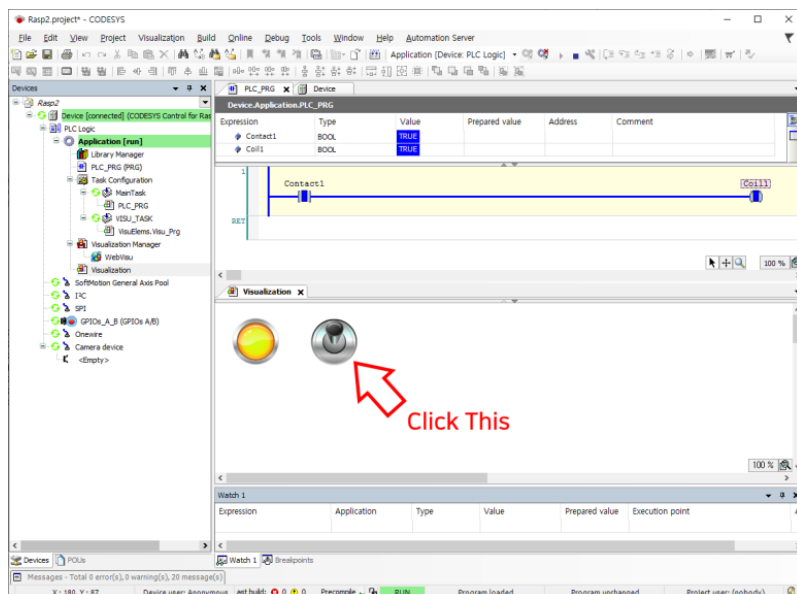 Rasp2.project* - CODESYS
File Edit View Project Visualization Build Online Debug Tools Window Help Automation Server
Application [Device: PLC Logic]
Devices
Rasp2
Device [connected] (CODESYS Control for Ras
PLC Logic
Application [run]
Library Manager
PLC_PRG (PRG)
Task Configuration
MainTask
PLC_PRG
VISU_TASK
VisuElems.Visu_Prg
Visualization Manager
WebVisu
Visualization
SoftMotion General Axis Pool
I²C
SPI
GPIOs_A_B (GPIOs A/B)
Onewire
Camera device
<Empty>
Devices POUs
PLC_PRG Device
Device.Application.PLC_PRG
Expression Type Value Prepared value Address Comment
Contact1 BOOL TRUE
Coil1 BOOL TRUE
1
Contact1 Coil1
RET
100 %
Visualization
Click This
100 %
Watch 1
Expression Application Type Value Prepared value Execution point
Watch 1 Breakpoints
Messages - Total 0 error(s), 0 warning(s), 20 message(s)
X: 180, Y: 87 Device user: Anonymous ast build: 0 0 Precompile RUN Program loaded Program unchanged Project user: (nobody)